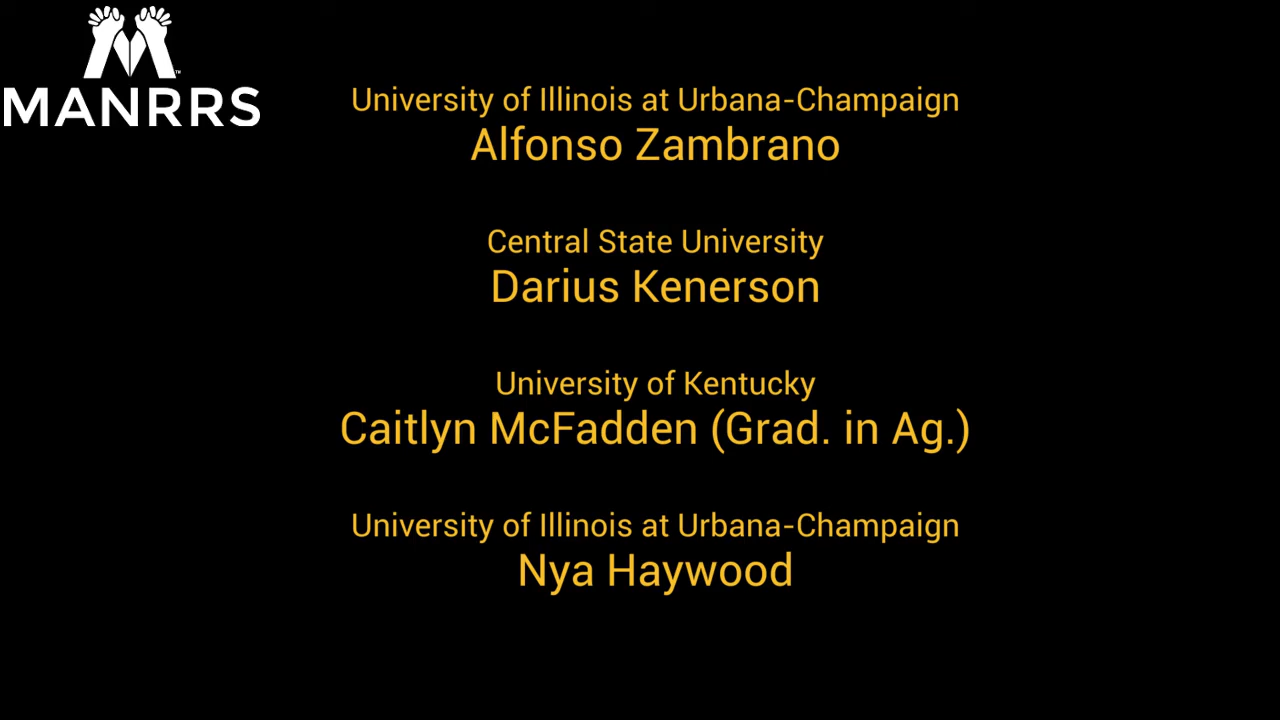 MANRRS
University of Illinois at Urbana-Champaign
Alfonso Zambrano
Central State University
Darius Kenerson
University of Kentucky
Caitlyn McFadden (Grad. in Ag.)
University of Illinois at Urbana-Champaign
Nya Haywood